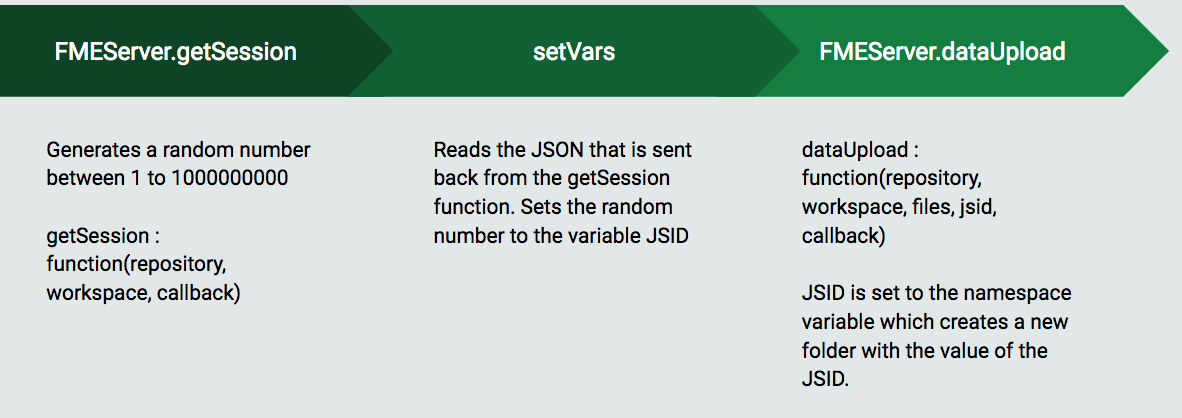 FMEServer.getSession
setVars
FMEServer.dataUpload
Generates a random number
between 1 to 1000000000
getSession :
function(repository,
workspace, callback)
Reads the JSON that is sent
back from the getSession
function. Sets the random
number to the variable JSID
dataUpload :
function(repository,
workspace, files, jsid,
callback)
JSID is set to the namespace
variable which creates a new
folder with the value of the
JSID.